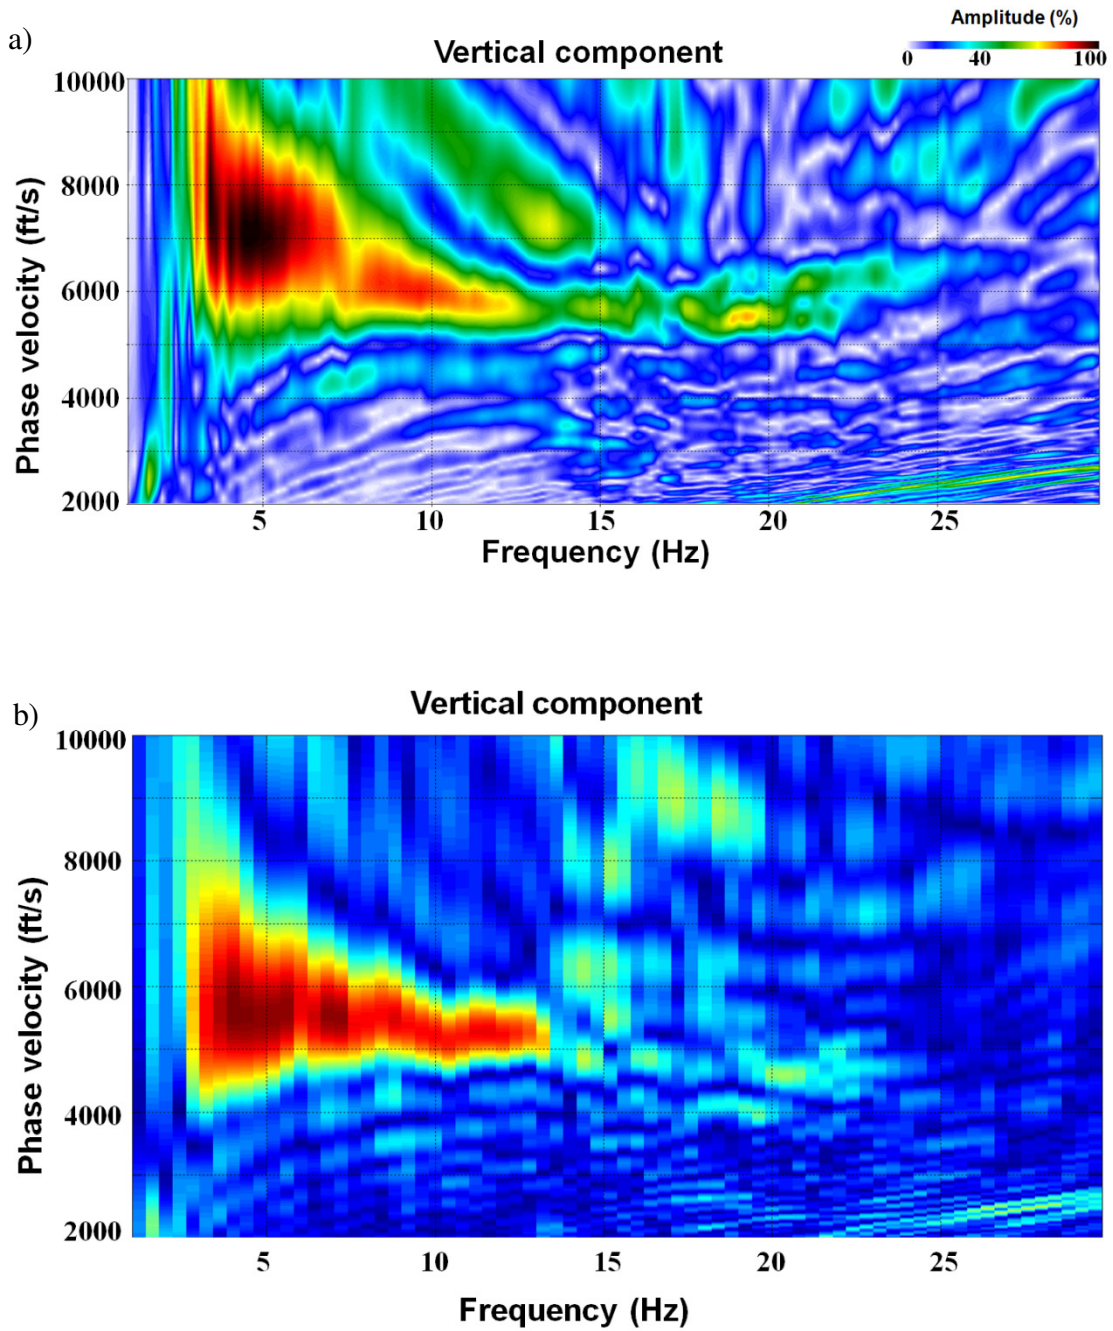 a)
Amplitude (%)
Vertical component
0 40 100
10000
8000
6000
4000
2000
Phase velocity (ft/s)
5 10 15 20 25
Frequency (Hz)
b)
Vertical component
10000
8000
6000
4000
2000
Phase velocity (ft/s)
5 10 15 20 25
Frequency (Hz)